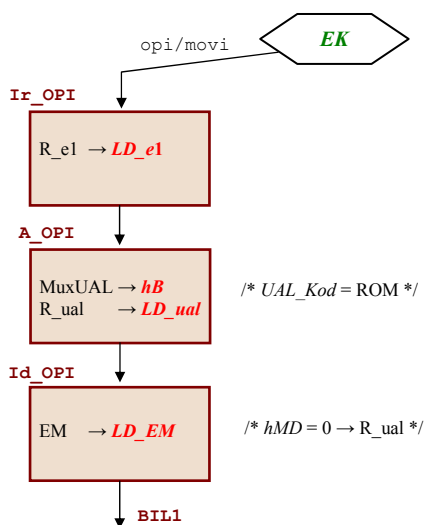 opi/movi
EK
Ir_OPI
R_e1 → LD_e1
A_OPI
MuxUAL → hB
R_ual → LD_ual
/* UAL_Kod = ROM */
Id_OPI
EM → LD_EM
/* hMD = 0 → R_ual */
BIL1